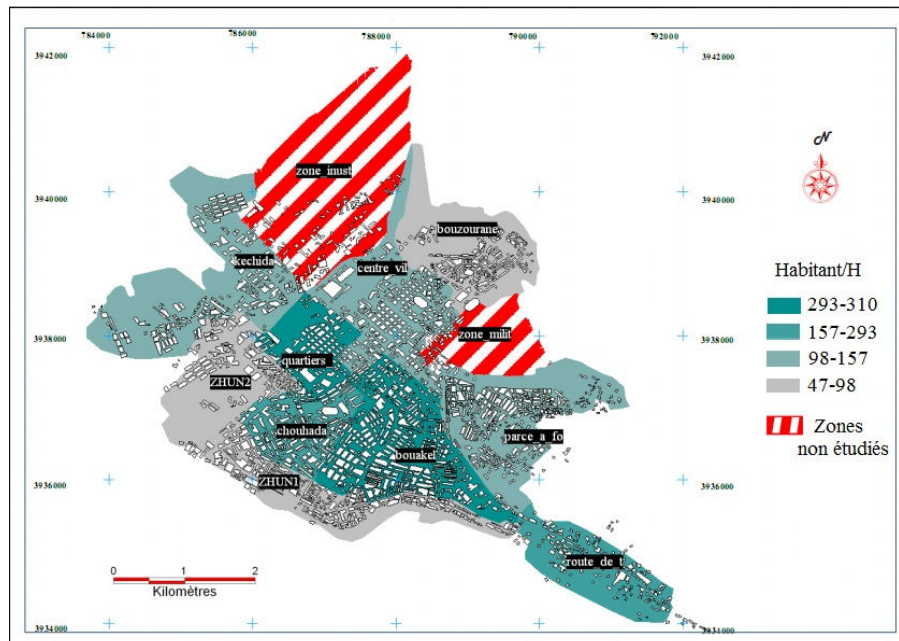 784000 786000 788000 790000 792000
3942000 3942000
N
zone_inust
3940000 3940000
bouzourane
kechida centre_vil
Habitant/H
293-310
157-293
98-157
47-98
Zones
non étudiés
3938000 3938000
zone_milit
quartiers
ZHUN2
chouhada parce_a_fo
bouakel
ZHUN1
3936000 3936000
route_de_t
0 1 2
Kilomètres
3934000 3934000